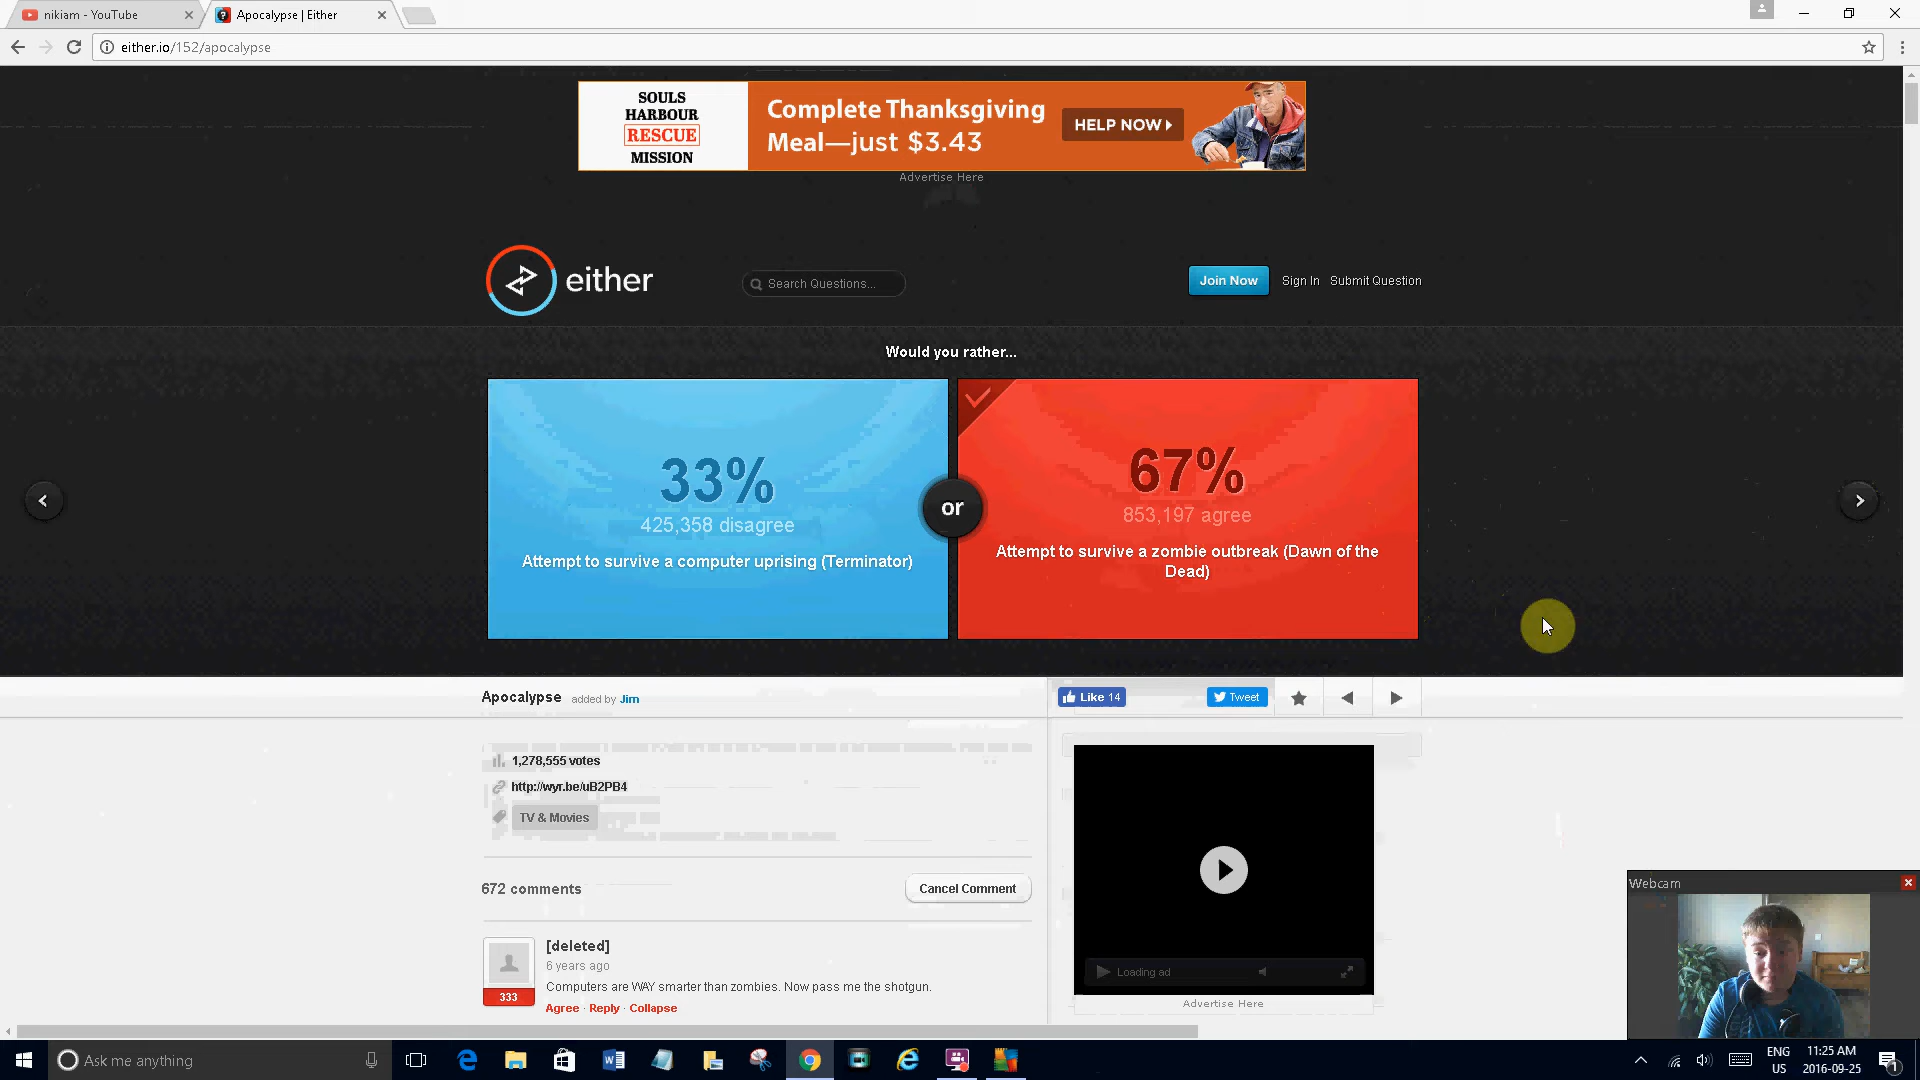 nikiam - YouTube
Apocalypse | Either
either.io/152/apocalypse
SOULS
HARBOUR
RESCUE
MISSION
Complete Thanksgiving
Meal—just $3.43
HELP NOW
Advertise Here
either
Search Questions...
Join Now
Sign In
Submit Question
Would you rather...
33%
425,358 disagree
Attempt to survive a computer uprising (Terminator)
or
67%
853,197 agree
Attempt to survive a zombie outbreak (Dawn of the
Dead)
Apocalypse added by Jim
Like 14
Tweet
1,278,555 votes
http://wyr.be/uB2PB4
TV & Movies
672 comments
Cancel Comment
[deleted]
6 years ago
333
Computers are WAY smarter than zombies. Now pass me the shotgun.
Agree · Reply · Collapse
Loading ad
Advertise Here
Webcam
Ask me anything
ENG
US
11:25 AM
2016-09-25
1